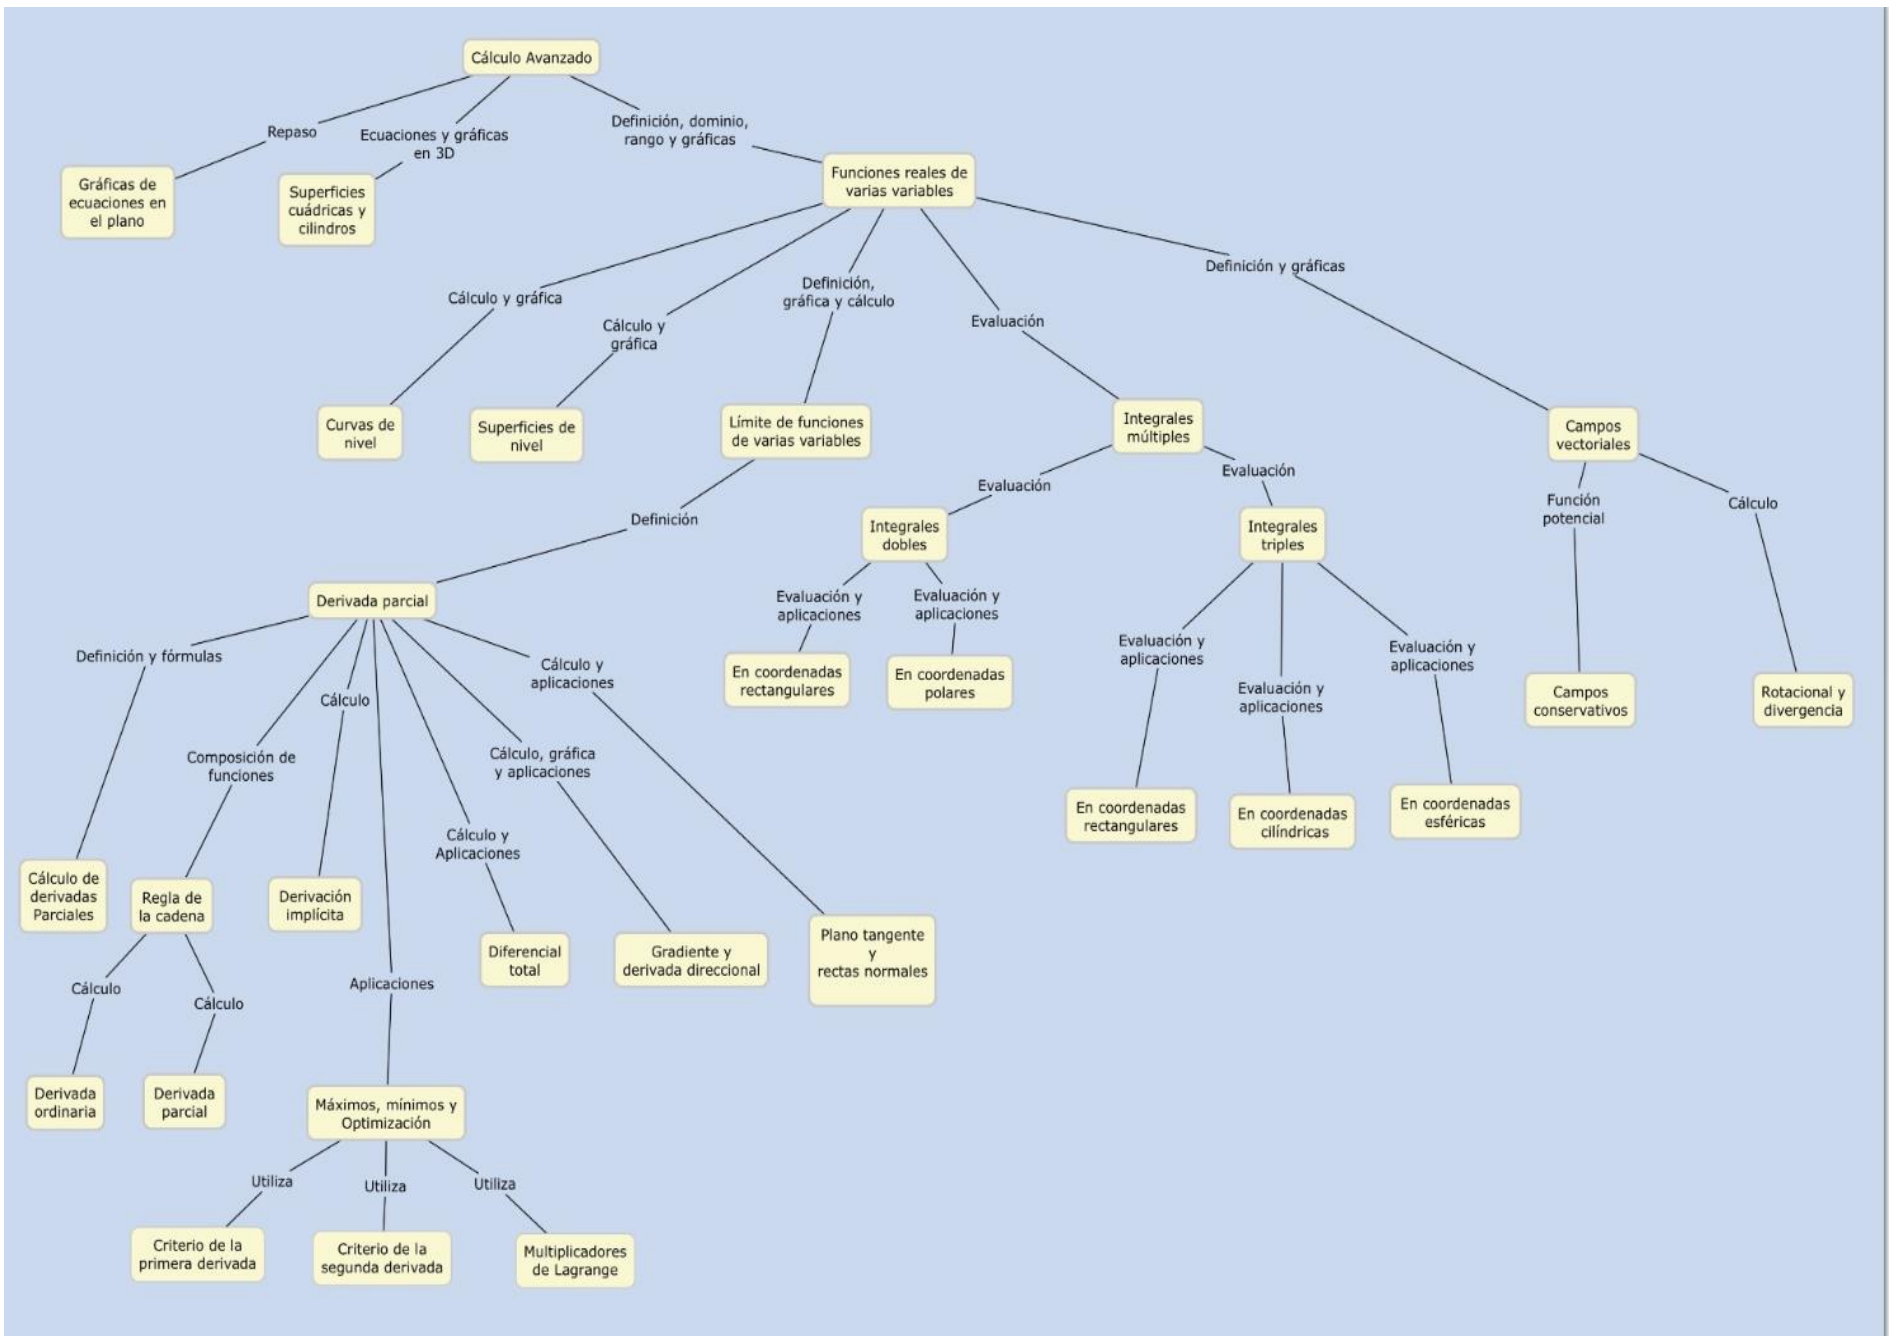 Cálculo Avanzado
Repaso
Ecuaciones y gráficas
en 3D
Definición, dominio,
rango y gráficas
Gráficas de
ecuaciones en
el plano
Superficies
cuádricas y
cilindros
Funciones reales de
varias variables
Cálculo y gráfica
Cálculo y
gráfica
Definición,
gráfica y cálculo
Evaluación
Definición y gráficas
Curvas de
nivel
Superficies de
nivel
Límite de funciones
de varias variables
Integrales
múltiples
Campos
vectoriales
Definición
Evaluación
Evaluación
Función
potencial
Cálculo
Integrales
dobles
Integrales
triples
Derivada parcial
Evaluación y
aplicaciones
Evaluación y
aplicaciones
Evaluación y
aplicaciones
Evaluación y
aplicaciones
Evaluación y
aplicaciones
En coordenadas
rectangulares
En coordenadas
polares
Campos
conservativos
Rotacional y
divergencia
En coordenadas
rectangulares
En coordenadas
cilíndricas
En coordenadas
esféricas
Definición y fórmulas
Composición de
funciones
Cálculo
Cálculo y
Aplicaciones
Cálculo, gráfica
y aplicaciones
Cálculo y
aplicaciones
Cálculo de
derivadas
Parciales
Regla de
la cadena
Derivación
implícita
Aplicaciones
Diferencial
total
Gradiente y
derivada direccional
Plano tangente
y
rectas normales
Cálculo
Cálculo
Derivada
ordinaria
Derivada
parcial
Máximos, mínimos y
Optimización
Utiliza
Utiliza
Utiliza
Criterio de la
primera derivada
Criterio de la
segunda derivada
Multiplicadores
de Lagrange